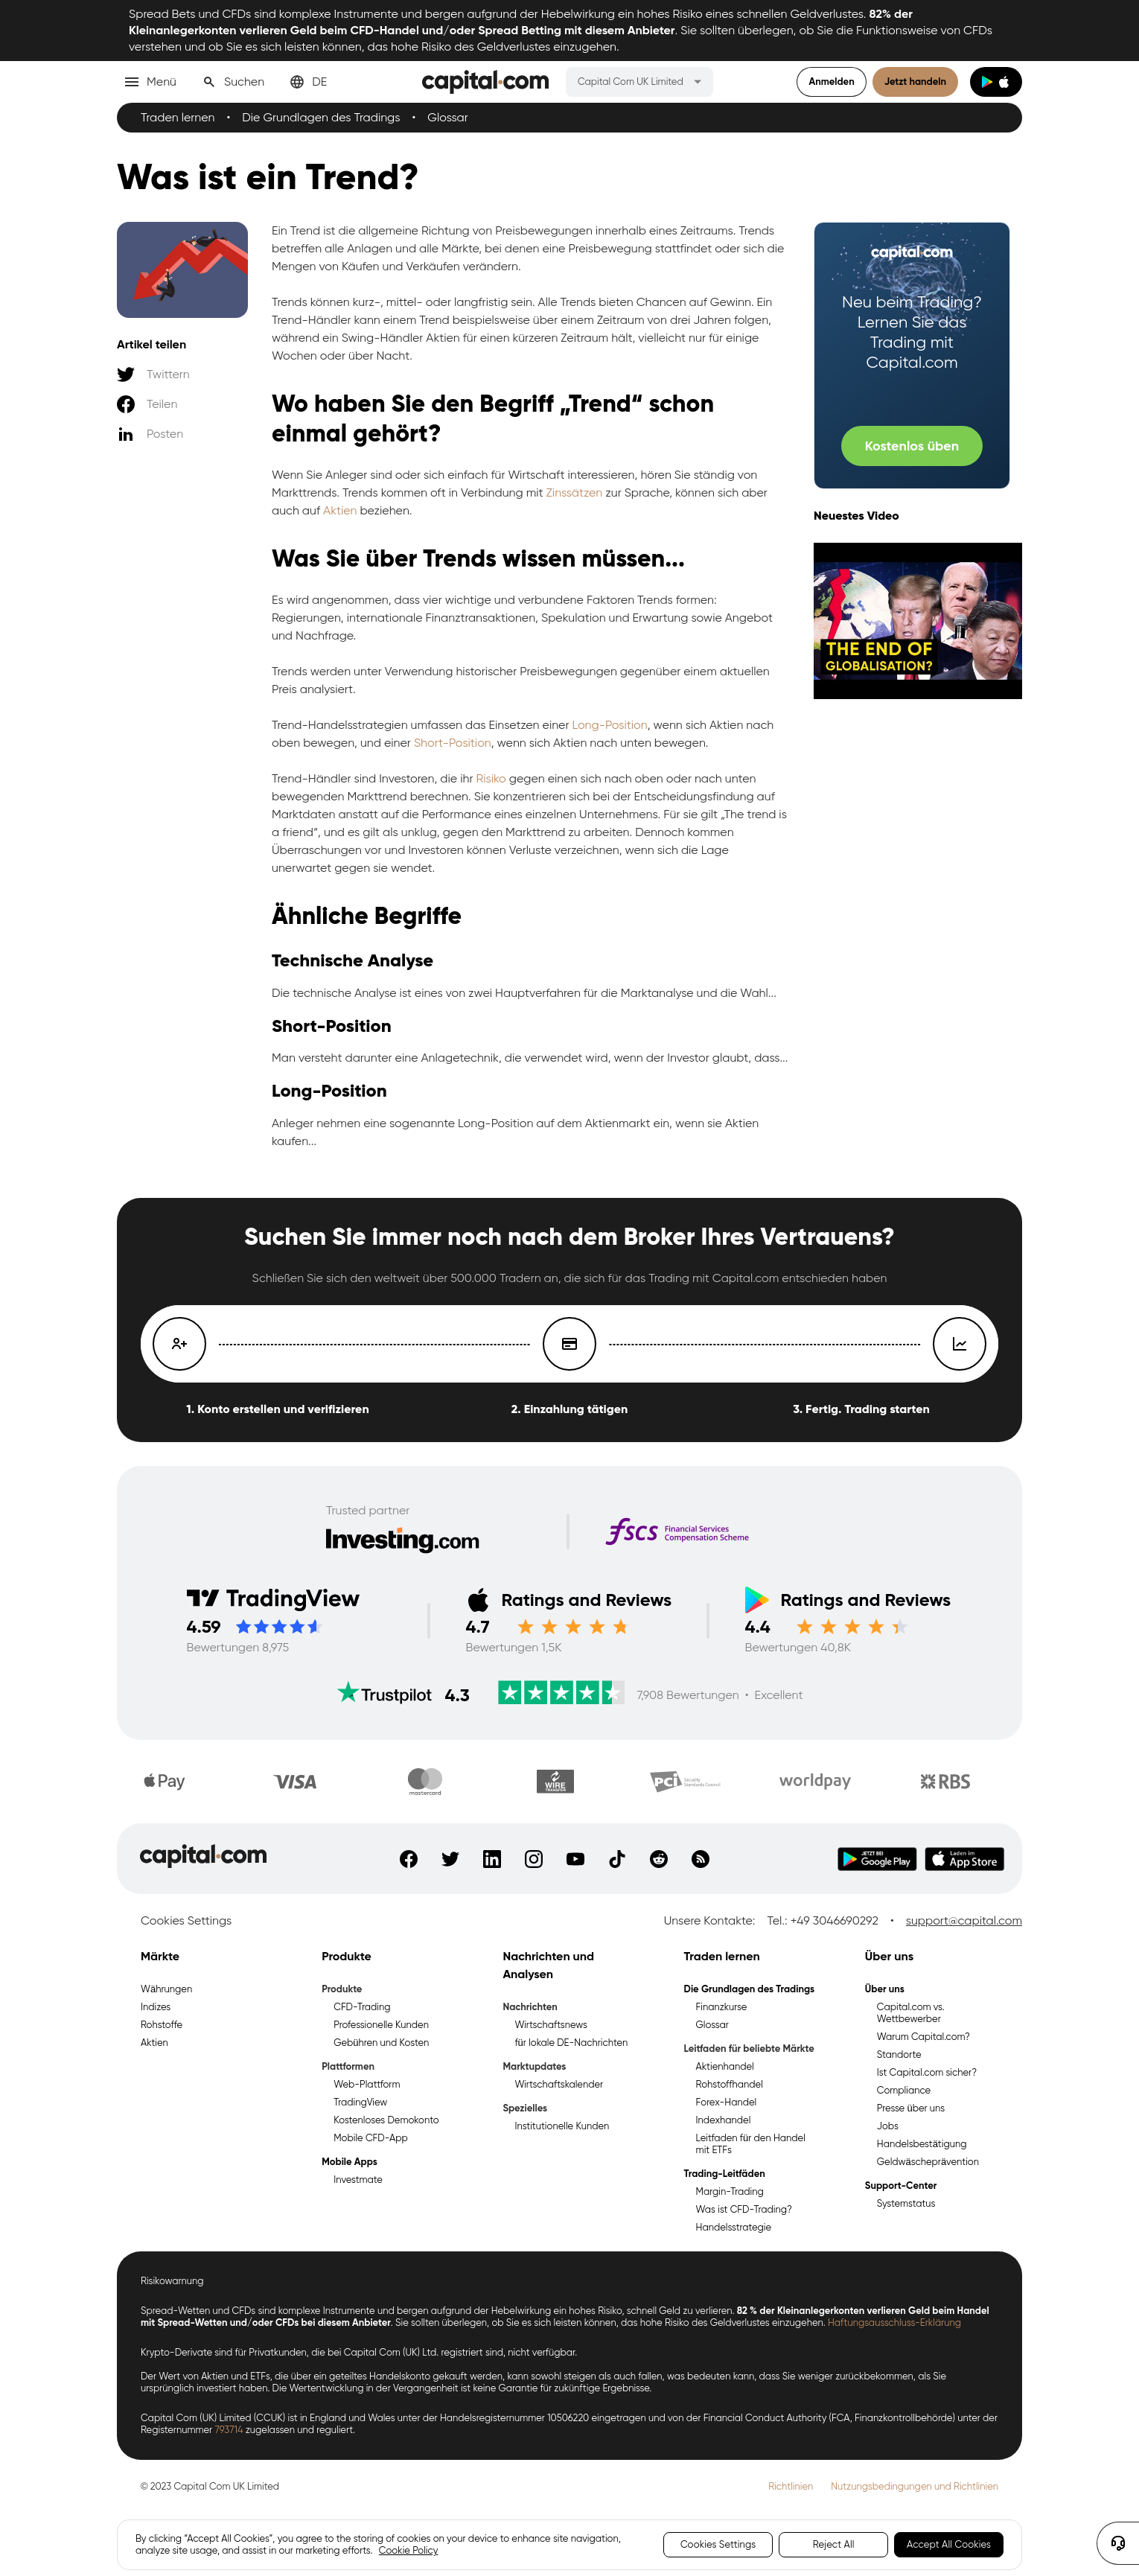 Spread Bets und CFDs sind komplexe Instrumente und bergen aufgrund der Hebelwirkung ein hohes Risiko eines schnellen Geldverlustes. 82% der
Kleinanlegerkonten verlieren Geld beim CFD-Handel und/oder Spread Betting mit diesem Anbieter. Sie sollten überlegen, ob Sie die Funktionsweise von CFDs
verstehen und ob Sie es sich leisten können, das hohe Risiko des Geldverlustes einzugehen.
Menü Suchen DE capital.com Capital Com UK Limited Anmelden Jetzt handeln
Traden lernen • Die Grundlagen des Tradings • Glossar
Was ist ein Trend?
Artikel teilen
Twittern
Teilen
Posten
Ein Trend ist die allgemeine Richtung von Preisbewegungen innerhalb eines Zeitraums. Trends
betreffen alle Anlagen und alle Märkte, bei denen eine Preisbewegung stattfindet oder sich die
Mengen von Käufen und Verkäufen verändern.
Trends können kurz-, mittel- oder langfristig sein. Alle Trends bieten Chancen auf Gewinn. Ein
Trend-Händler kann einem Trend beispielsweise über einem Zeitraum von drei Jahren folgen,
während ein Swing-Händler Aktien für einen kürzeren Zeitraum hält, vielleicht nur für einige
Wochen oder über Nacht.
Wo haben Sie den Begriff „Trend“ schon
einmal gehört?
Wenn Sie Anleger sind oder sich einfach für Wirtschaft interessieren, hören Sie ständig von
Markttrends. Trends kommen oft in Verbindung mit Zinssätzen zur Sprache, können sich aber
auch auf Aktien beziehen.
Was Sie über Trends wissen müssen...
Es wird angenommen, dass vier wichtige und verbundene Faktoren Trends formen:
Regierungen, internationale Finanztransaktionen, Spekulation und Erwartung sowie Angebot
und Nachfrage.
Trends werden unter Verwendung historischer Preisbewegungen gegenüber einem aktuellen
Preis analysiert.
Trend-Handelsstrategien umfassen das Einsetzen einer Long-Position, wenn sich Aktien nach
oben bewegen, und einer Short-Position, wenn sich Aktien nach unten bewegen.
Trend-Händler sind Investoren, die ihr Risiko gegen einen sich nach oben oder nach unten
bewegenden Markttrend berechnen. Sie konzentrieren sich bei der Entscheidungsfindung auf
Marktdaten anstatt auf die Performance eines einzelnen Unternehmens. Für sie gilt „The trend is
a friend“, und es gilt als unklug, gegen den Markttrend zu arbeiten. Dennoch kommen
Überraschungen vor und Investoren können Verluste verzeichnen, wenn sich die Lage
unerwartet gegen sie wendet.
Ähnliche Begriffe
Technische Analyse
Die technische Analyse ist eines von zwei Hauptverfahren für die Marktanalyse und die Wahl...
Short-Position
Man versteht darunter eine Anlagetechnik, die verwendet wird, wenn der Investor glaubt, dass...
Long-Position
Anleger nehmen eine sogenannte Long-Position auf dem Aktienmarkt ein, wenn sie Aktien
kaufen...
capital.com
Neu beim Trading?
Lernen Sie das
Trading mit
Capital.com
Kostenlos üben
Neuestes Video
THE END OF
GLOBALISATION?
Suchen Sie immer noch nach dem Broker Ihres Vertrauens?
Schließen Sie sich den weltweit über 500.000 Tradern an, die sich für das Trading mit Capital.com entschieden haben
1. Konto erstellen und verifizieren
2. Einzahlung tätigen
3. Fertig. Trading starten
Trusted partner
Investing.com
fscs Financial Services
Compensation Scheme
TradingView
4.59
Bewertungen 8,975
Ratings and Reviews
4.7
Bewertungen 1,5K
Ratings and Reviews
4.4
Bewertungen 40,8K
Trustpilot 4.3 7,908 Bewertungen • Excellent
Pay VISA mastercard WIRE TRANSFER PCI Security Standards Council worldpay RBS
capital.com
JETZT BEI Google Play
Laden im App Store
Cookies Settings
Unsere Kontakte: Tel.: +49 3046690292 • support@capital.com
Märkte
Währungen
Indizes
Rohstoffe
Aktien
Produkte
Produkte
CFD-Trading
Professionelle Kunden
Gebühren und Kosten
Plattformen
Web-Plattform
TradingView
Kostenloses Demokonto
Mobile CFD-App
Mobile Apps
Investmate
Nachrichten und
Analysen
Nachrichten
Wirtschaftsnews
für lokale DE-Nachrichten
Marktupdates
Wirtschaftskalender
Spezielles
Institutionelle Kunden
Traden lernen
Die Grundlagen des Tradings
Finanzkurse
Glossar
Leitfaden für beliebte Märkte
Aktienhandel
Rohstoffhandel
Forex-Handel
Indexhandel
Leitfaden für den Handel
mit ETFs
Trading-Leitfäden
Margin-Trading
Was ist CFD-Trading?
Handelsstrategie
Über uns
Über uns
Capital.com vs.
Wettbewerber
Warum Capital.com?
Standorte
Ist Capital.com sicher?
Compliance
Presse über uns
Jobs
Handelsbestätigung
Geldwäscheprävention
Support-Center
Systemstatus
Risikowarnung
Spread-Wetten und CFDs sind komplexe Instrumente und bergen aufgrund der Hebelwirkung ein hohes Risiko, schnell Geld zu verlieren. 82 % der Kleinanlegerkonten verlieren Geld beim Handel
mit Spread-Wetten und/oder CFDs bei diesem Anbieter. Sie sollten überlegen, ob Sie es sich leisten können, das hohe Risiko des Geldverlustes einzugehen. Haftungsausschluss-Erklärung
Krypto-Derivate sind für Privatkunden, die bei Capital Com (UK) Ltd. registriert sind, nicht verfügbar.
Der Wert von Aktien und ETFs, die über ein geteiltes Handelskonto gekauft werden, kann sowohl steigen als auch fallen, was bedeuten kann, dass Sie weniger zurückbekommen, als Sie
ursprünglich investiert haben. Die Wertentwicklung in der Vergangenheit ist keine Garantie für zukünftige Ergebnisse.
Capital Com (UK) Limited (CCUK) ist in England und Wales unter der Handelsregisternummer 10506220 eingetragen und von der Financial Conduct Authority (FCA, Finanzkontrollbehörde) unter der
Registernummer 793714 zugelassen und reguliert.
© 2023 Capital Com UK Limited
Richtlinien Nutzungsbedingungen und Richtlinien
By clicking “Accept All Cookies”, you agree to the storing of cookies on your device to enhance site navigation,
analyze site usage, and assist in our marketing efforts. Cookie Policy
Cookies Settings Reject All Accept All Cookies